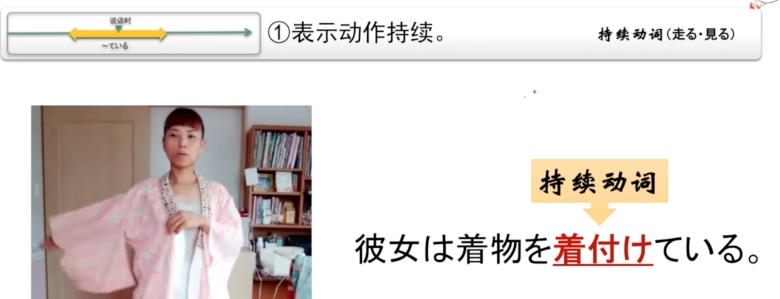 说话时
～ている
①表示动作持续。
持续动词(走る・見る)
持续动词
彼女は着物を着付けている。